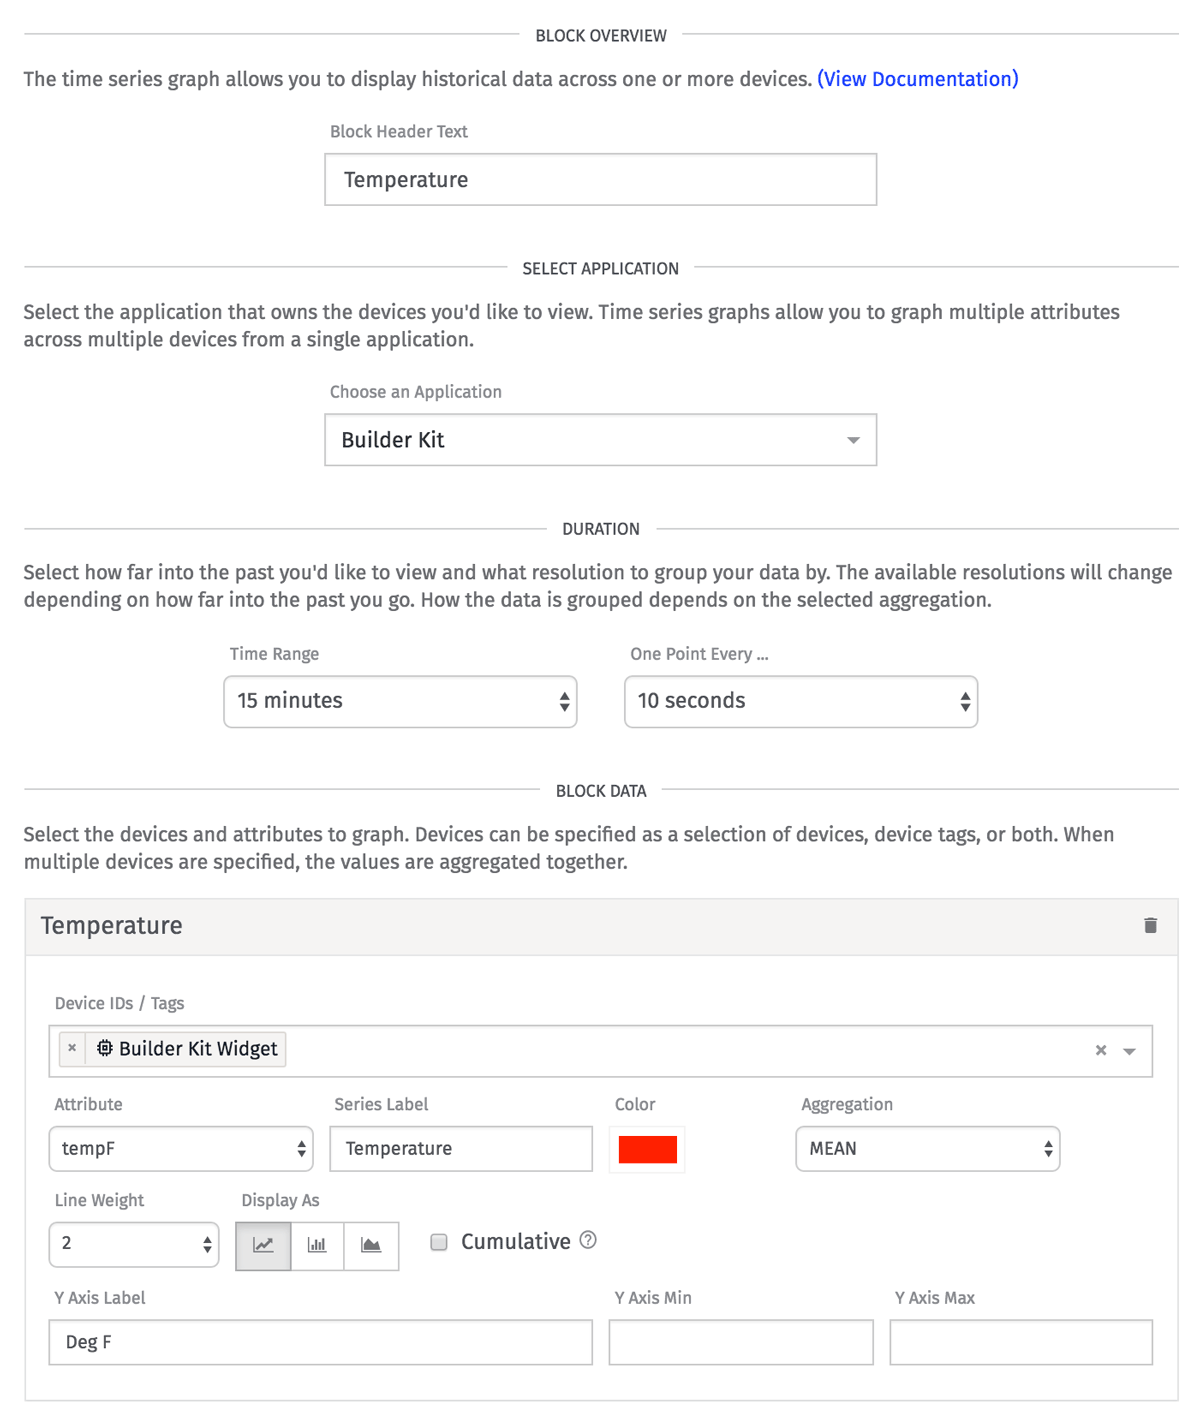 BLOCK OVERVIEW
The time series graph allows you to display historical data across one or more devices. (View Documentation)
Block Header Text
Temperature
SELECT APPLICATION
Select the application that owns the devices you'd like to view. Time series graphs allow you to graph multiple attributes
across multiple devices from a single application.
Choose an Application
Builder Kit
DURATION
Select how far into the past you'd like to view and what resolution to group your data by. The available resolutions will change
depending on how far into the past you go. How the data is grouped depends on the selected aggregation.
Time Range
One Point Every ...
15 minutes
10 seconds
BLOCK DATA
Select the devices and attributes to graph. Devices can be specified as a selection of devices, device tags, or both. When
multiple devices are specified, the values are aggregated together.
Temperature
Device IDs / Tags
× Builder Kit Widget ×
Attribute
Series Label
Color
Aggregation
tempF
Temperature
MEAN
Line Weight
Display As
2
Cumulative ?
Y Axis Label
Y Axis Min
Y Axis Max
Deg F